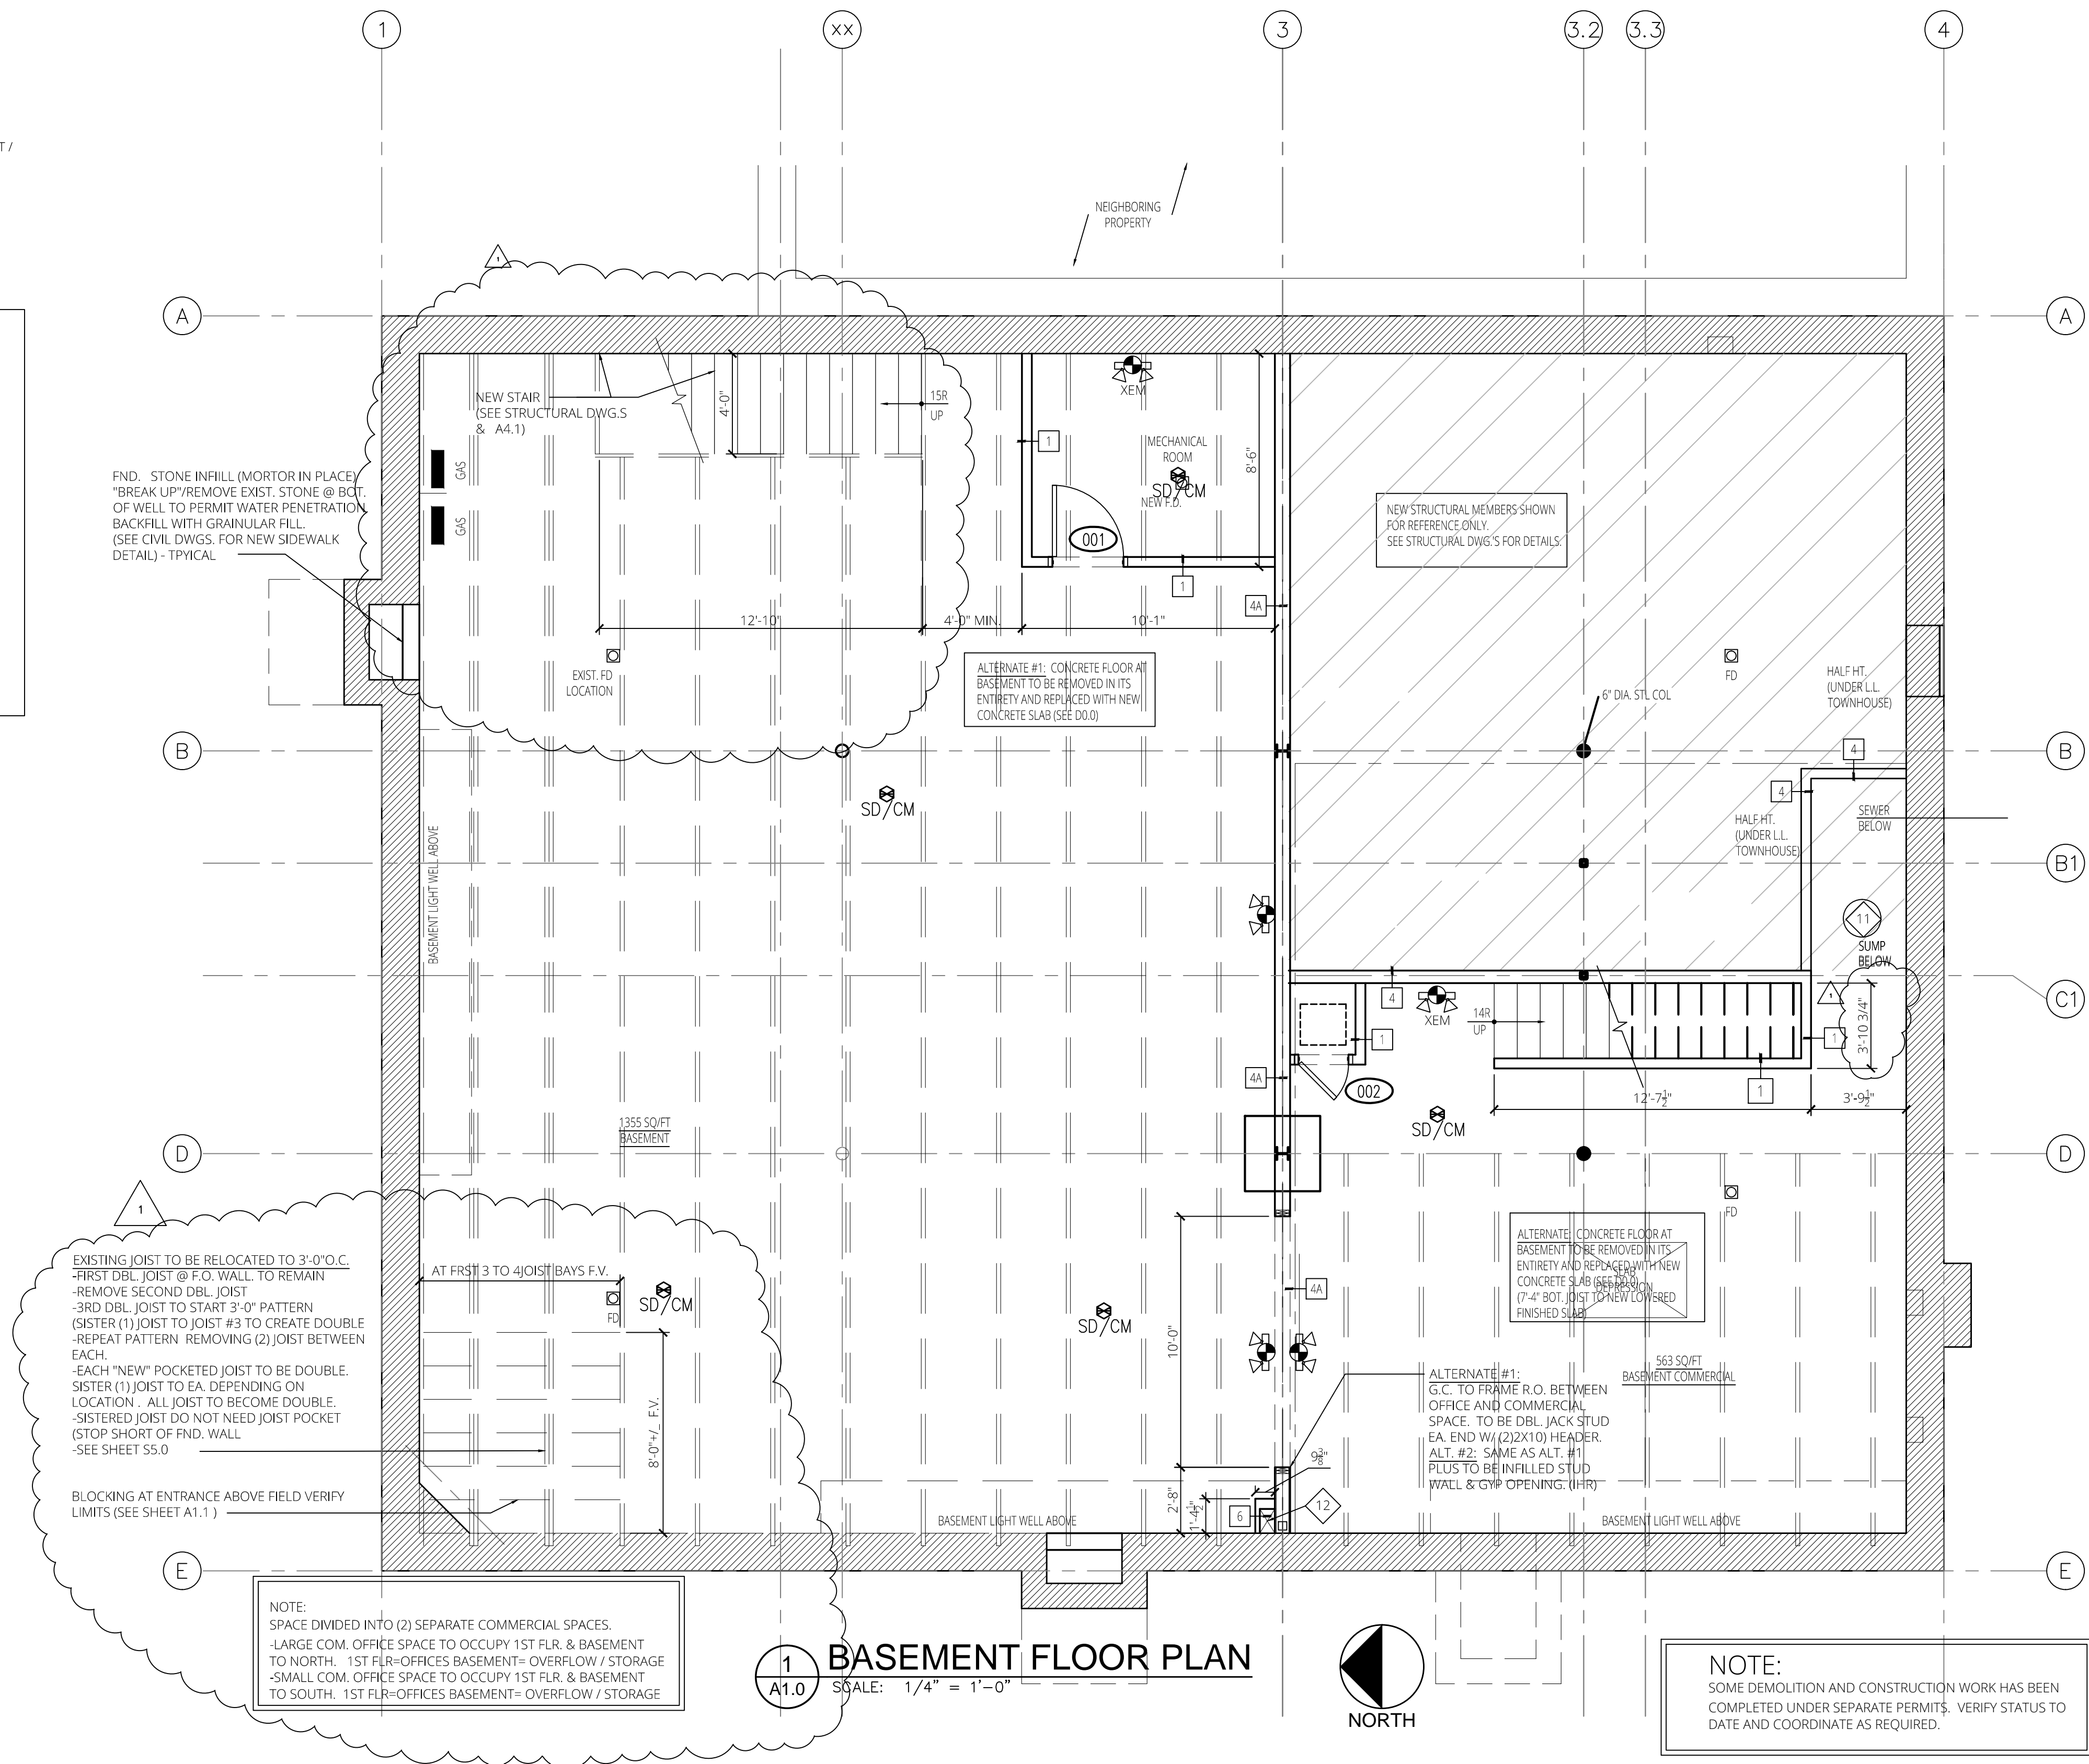 1
XX
3
3.2
3.3
4
T /
NEIGHBORING
PROPERTY
1
A
A
NEW STAIR
(SEE STRUCTURAL DWG.S
& A4.1)
4'-0"
15R
UP
XEM
1
MECHANICAL
ROOM
SD/CM
NEW F.D.
8'-6"
001
1
GAS
GAS
FND. STONE INFILL (MORTOR IN PLACE)
"BREAK UP"/REMOVE EXIST. STONE @ BOT.
OF WELL TO PERMIT WATER PENETRATION
BACKFILL WITH GRAINULAR FILL.
(SEE CIVIL DWGS. FOR NEW SIDEWALK
DETAIL) - TPYICAL
NEW STRUCTURAL MEMBERS SHOWN
FOR REFERENCE ONLY.
SEE STRUCTURAL DWG.'S FOR DETAILS.
4A
12'-10"
4'-0" MIN.
10'-1"
EXIST. FD
LOCATION
ALTERNATE #1: CONCRETE FLOOR AT
BASEMENT TO BE REMOVED IN ITS
ENTIRETY AND REPLACED WITH NEW
CONCRETE SLAB (SEE D0.0)
FD
HALF HT.
(UNDER L.L.
TOWNHOUSE)
6" DIA. STL COL
B
B
4
4
SEWER
BELOW
HALF HT.
(UNDER L.L.
TOWNHOUSE)
SD/CM
BASEMENT LIGHT WELL ABOVE
B1
11
SUMP
BELOW
4
XEM
14R
UP
1
1
1
3'-10 3/4"
C1
4A
002
1
12'-7½"
3'-9½"
SD/CM
1355 SQ/FT
BASEMENT
D
D
FD
ALTERNATE: CONCRETE FLOOR AT
BASEMENT TO BE REMOVED IN ITS
ENTIRETY AND REPLACED WITH NEW
CONCRETE SLAB (SEE D0.0)
(7'-4" BOT. JOIST TO NEW LOWERED
FINISHED SLAB)
SLAB
DEPRESSION
1
EXISTING JOIST TO BE RELOCATED TO 3'-0"O.C.
-FIRST DBL. JOIST @ F.O. WALL. TO REMAIN
-REMOVE SECOND DBL. JOIST
-3RD DBL. JOIST TO START 3'-0" PATTERN
(SISTER (1) JOIST TO JOIST #3 TO CREATE DOUBLE
-REPEAT PATTERN REMOVING (2) JOIST BETWEEN
EACH.
-EACH "NEW" POCKETED JOIST TO BE DOUBLE.
SISTER (1) JOIST TO EA. DEPENDING ON
LOCATION . ALL JOIST TO BECOME DOUBLE.
-SISTERED JOIST DO NOT NEED JOIST POCKET
(STOP SHORT OF FND. WALL
-SEE SHEET S5.0
BLOCKING AT ENTRANCE ABOVE FIELD VERIFY
LIMITS (SEE SHEET A1.1 )
AT FRST 3 TO 4JOIST BAYS F.V.
FD
SD/CM
8'-0"+/_ F.V.
SD/CM
4A
10'-0"
563 SQ/FT
BASEMENT COMMERCIAL
ALTERNATE #1:
G.C. TO FRAME R.O. BETWEEN
OFFICE AND COMMERCIAL
SPACE. TO BE DBL. JACK STUD
EA. END W/ (2)2X10) HEADER.
ALT. #2: SAME AS ALT. #1
PLUS TO BE INFILLED STUD
WALL & GYP OPENING. (IHR)
9⅜"
2'-8"
1'-4½"
6
12
BASEMENT LIGHT WELL ABOVE
BASEMENT LIGHT WELL ABOVE
E
E
NOTE:
SPACE DIVIDED INTO (2) SEPARATE COMMERCIAL SPACES.
-LARGE COM. OFFICE SPACE TO OCCUPY 1ST FLR. & BASEMENT
TO NORTH. 1ST FLR=OFFICES BASEMENT= OVERFLOW / STORAGE
-SMALL COM. OFFICE SPACE TO OCCUPY 1ST FLR. & BASEMENT
TO SOUTH. 1ST FLR=OFFICES BASEMENT= OVERFLOW / STORAGE
1
A1.0
BASEMENT FLOOR PLAN
SCALE: 1/4" = 1'-0"
NORTH
NOTE:
SOME DEMOLITION AND CONSTRUCTION WORK HAS BEEN
COMPLETED UNDER SEPARATE PERMITS. VERIFY STATUS TO
DATE AND COORDINATE AS REQUIRED.